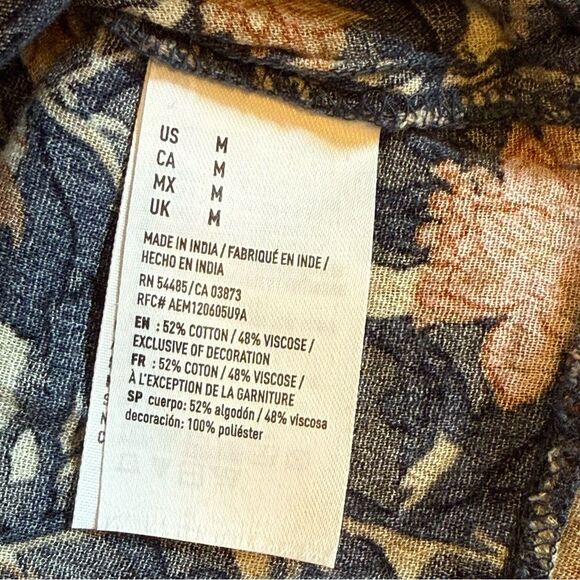 US M
CA M
MX M
UK M
MADE IN INDIA / FABRIQUÉ EN INDE /
HECHO EN INDIA
RN 54485/CA 03873
RFC# AEM120605U9A
EN : 52% COTTON / 48% VISCOSE /
EXCLUSIVE OF DECORATION
FR : 52% COTON / 48% VISCOSE /
À L'EXCEPTION DE LA GARNITURE
SP cuerpo: 52% algodón / 48% viscosa
decoración: 100% poliéster